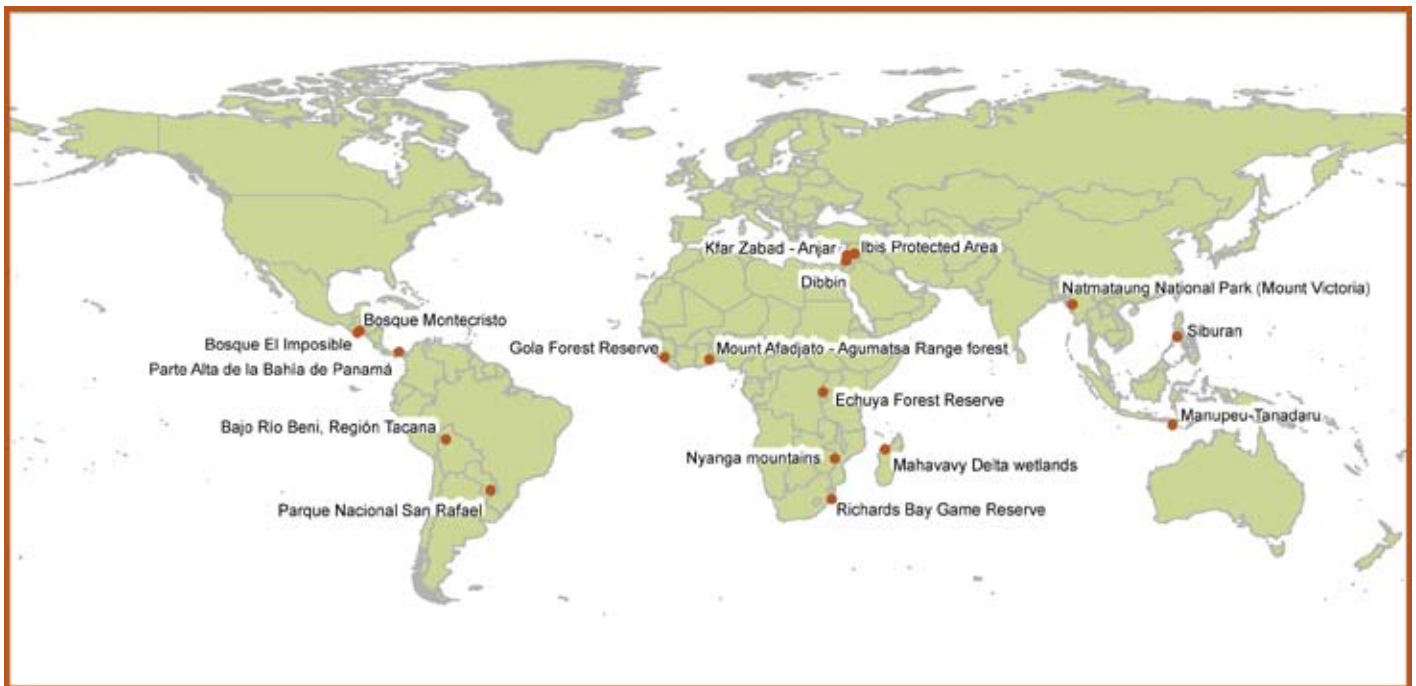 Kfar Zabad - Anjar
Ibis Protected Area
Dibbin
Natmataung National Park (Mount Victoria)
Bosque Montecristo
Siburan
Bosque El Imposible
Gola Forest Reserve
Mount Afadjato - Agumatsa Range forest
Parte Alta de la Bahía de Panamá
Echuya Forest Reserve
Manupeu-Tanadaru
Bajo Río Beni, Región Tacana
Nyanga mountains
Mahavavy Delta wetlands
Parque Nacional San Rafael
Richards Bay Game Reserve